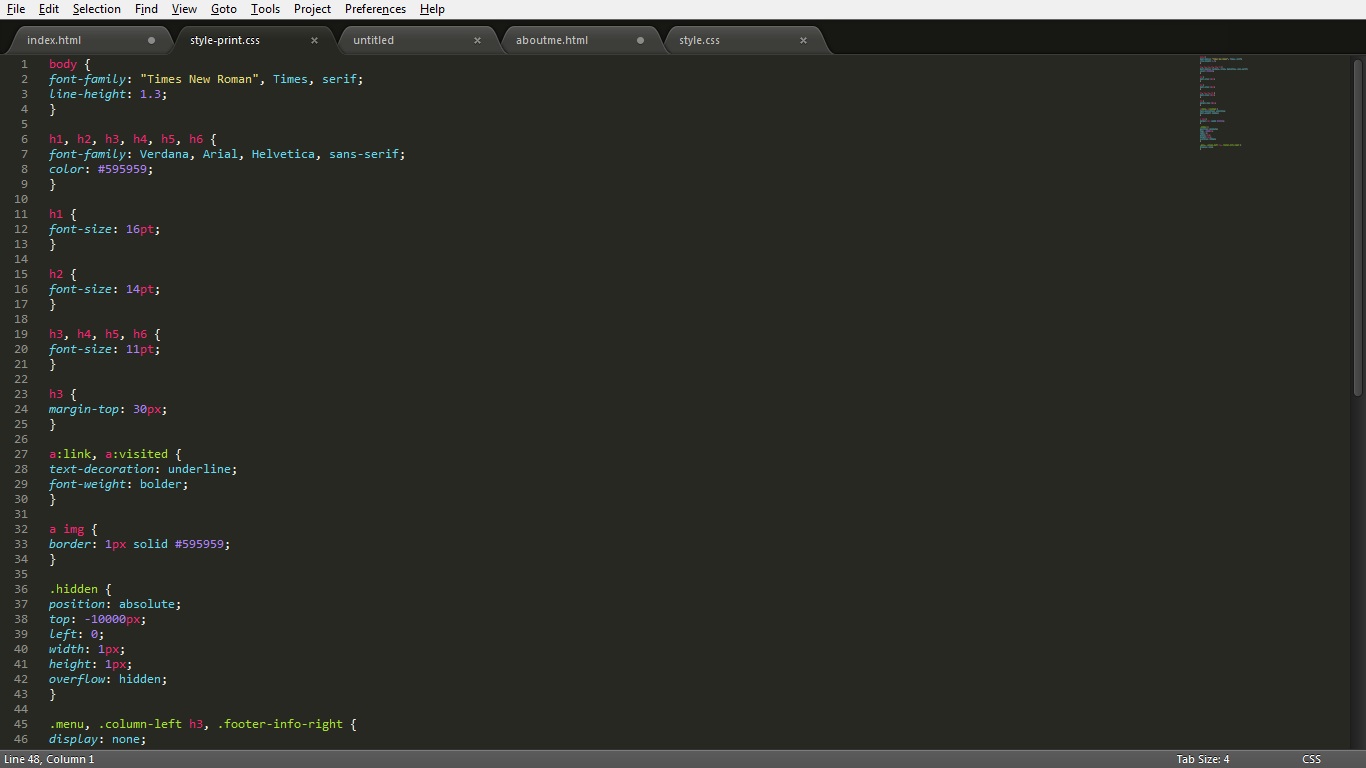 File Edit Selection Find View Goto Tools Project Preferences Help
index.html style-print.css untitled aboutme.html style.css
1 body {
2 font-family: "Times New Roman", Times, serif;
3 line-height: 1.3;
4 }
5
6 h1, h2, h3, h4, h5, h6 {
7 font-family: Verdana, Arial, Helvetica, sans-serif;
8 color: #595959;
9 }
10
11 h1 {
12 font-size: 16pt;
13 }
14
15 h2 {
16 font-size: 14pt;
17 }
18
19 h3, h4, h5, h6 {
20 font-size: 11pt;
21 }
22
23 h3 {
24 margin-top: 30px;
25 }
26
27 a:link, a:visited {
28 text-decoration: underline;
29 font-weight: bolder;
30 }
31
32 a img {
33 border: 1px solid #595959;
34 }
35
36 .hidden {
37 position: absolute;
38 top: -10000px;
39 left: 0;
40 width: 1px;
41 height: 1px;
42 overflow: hidden;
43 }
44
45 .menu, .column-left h3, .footer-info-right {
46 display: none;
Line 48, Column 1 Tab Size: 4 CSS